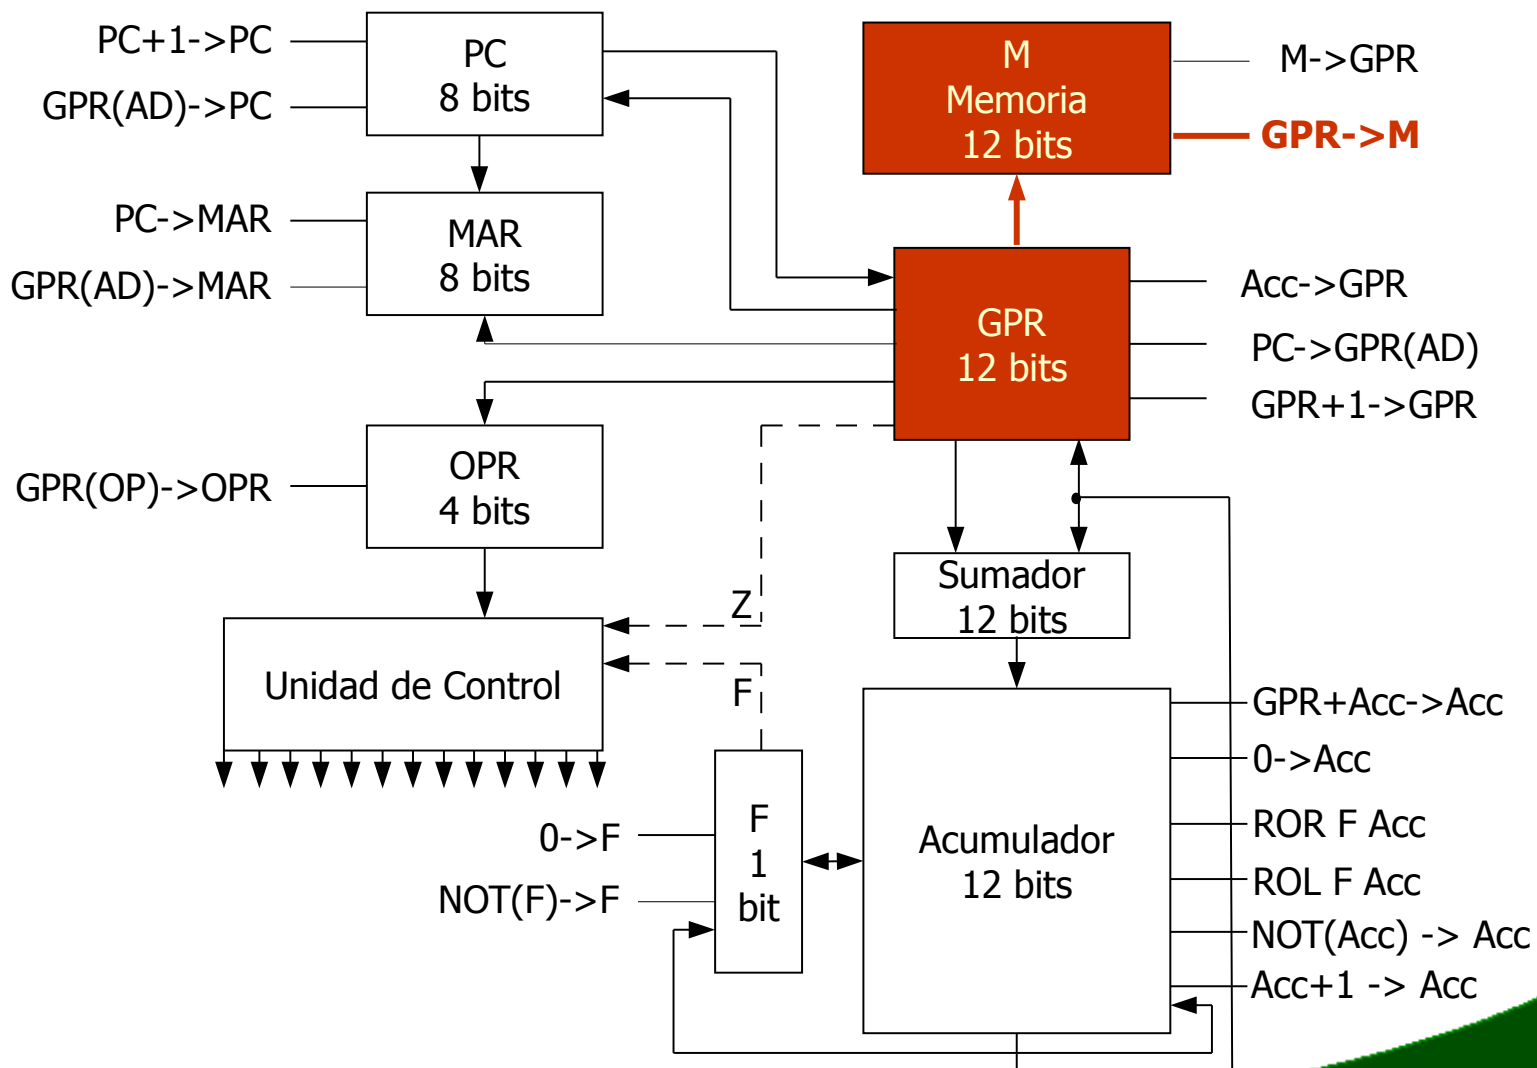 PC+1->PC
GPR(AD)->PC
PC
8 bits
M
Memoria
12 bits
M->GPR
GPR->M
PC->MAR
GPR(AD)->MAR
MAR
8 bits
GPR
12 bits
Acc->GPR
PC->GPR(AD)
GPR+1->GPR
GPR(OP)->OPR
OPR
4 bits
Sumador
12 bits
Z
F
Unidad de Control
0->F
NOT(F)->F
F
1
bit
Acumulador
12 bits
GPR+Acc->Acc
0->Acc
ROR F Acc
ROL F Acc
NOT(Acc) -> Acc
Acc+1 -> Acc